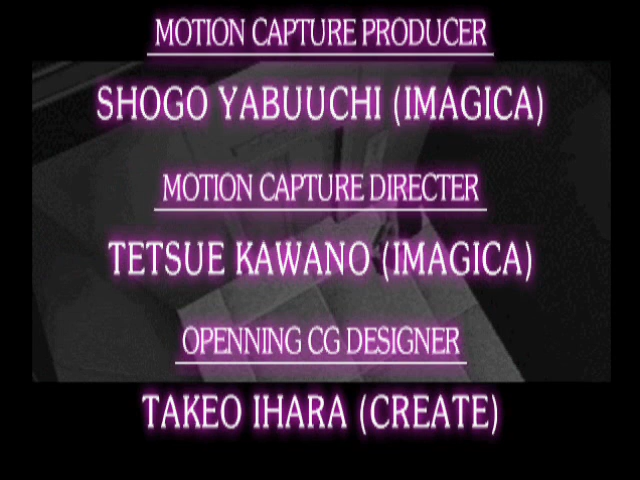 MOTION CAPTURE PRODUCER
SHOGO YABUUCHI (IMAGICA)
MOTION CAPTURE DIRECTER
TETSUE KAWANO (IMAGICA)
OPENNING CG DESIGNER
TAKEO IHARA (CREATE)